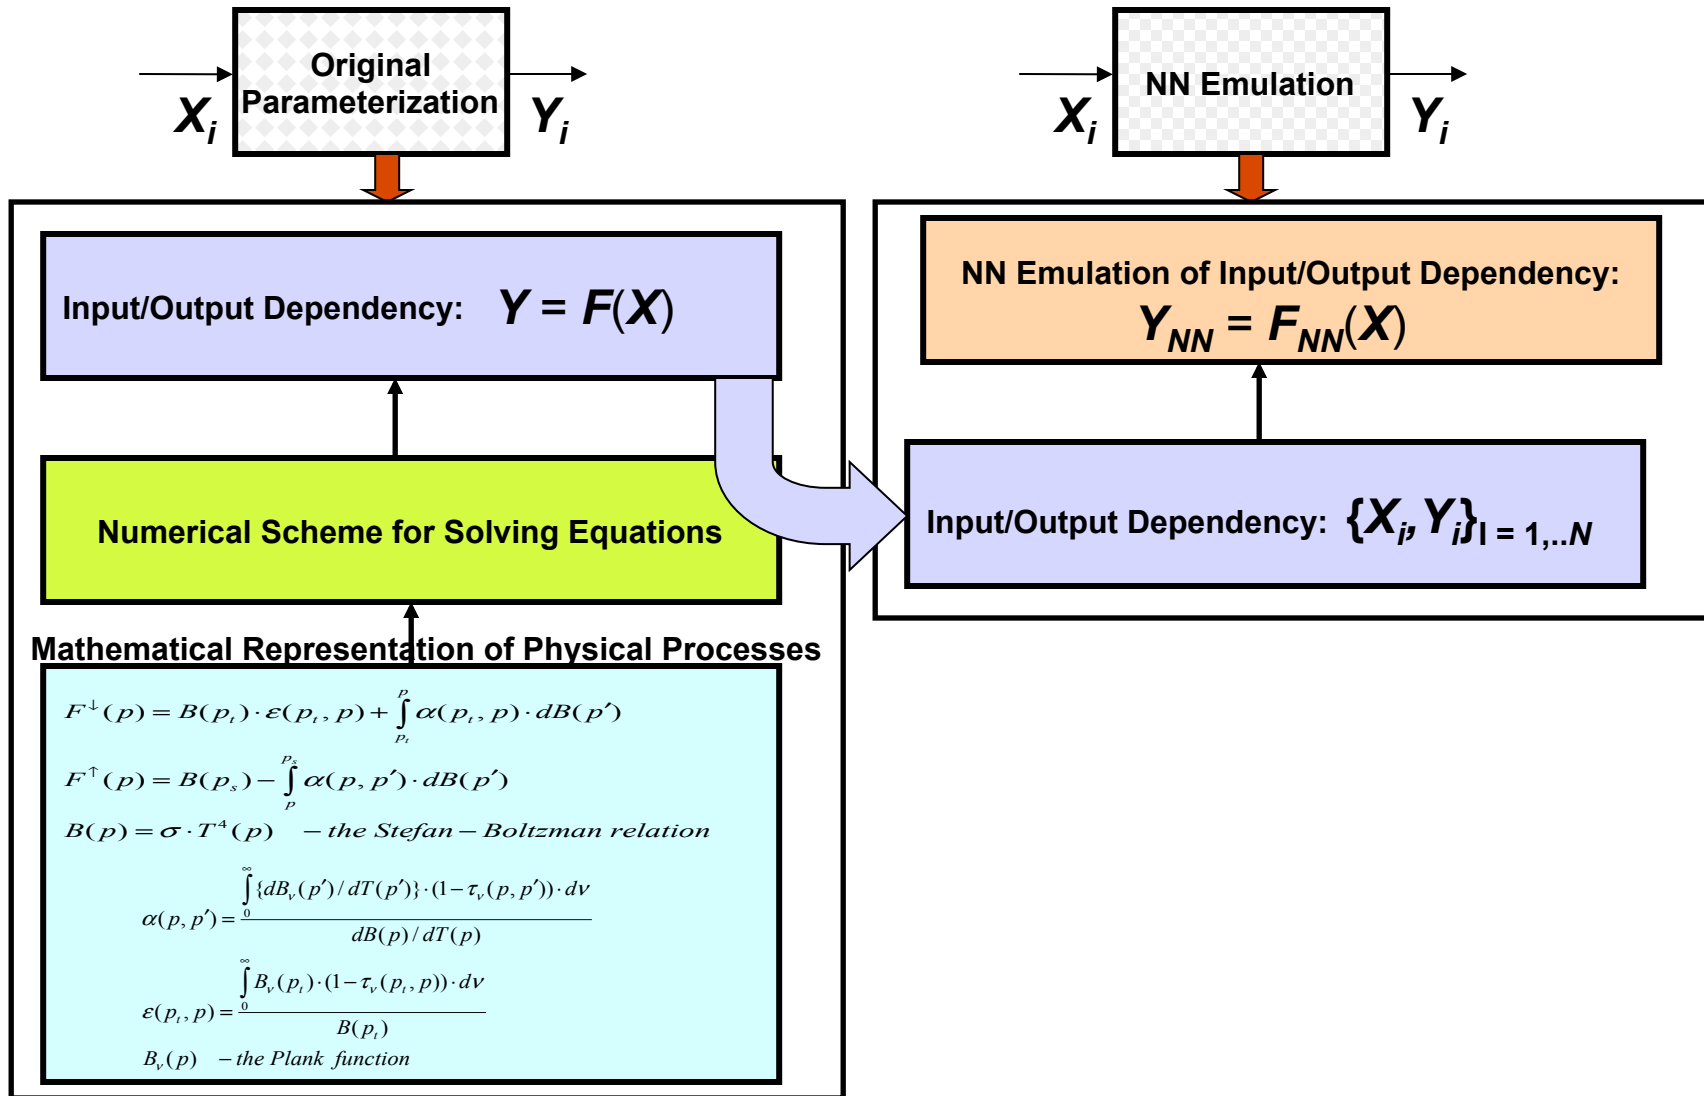 Original
Parameterization
X_i
Y_i
NN Emulation
X_i
Y_i
Input/Output Dependency: Y = F(X)
Numerical Scheme for Solving Equations
Mathematical Representation of Physical Processes
F^↓(p) = B(p_t) · ε(p_t, p) + ∫_{p_t}^{p} α(p_t, p) · dB(p′)
F^↑(p) = B(p_s) − ∫_{p}^{p_s} α(p, p′) · dB(p′)
B(p) = σ · T^4(p) − the Stefan − Boltzman relation
α(p, p′) = ∫_0^∞ {dB_ν(p′) / dT(p′)} · (1 − τ_ν(p, p′)) · dν / dB(p) / dT(p)
ε(p_t, p) = ∫_0^∞ B_ν(p_t) · (1 − τ_ν(p_t, p)) · dν / B(p_t)
B_ν(p) − the Plank function
NN Emulation of Input/Output Dependency:
Y_NN = F_NN(X)
Input/Output Dependency: {X_i, Y_i}_{I = 1,..N}